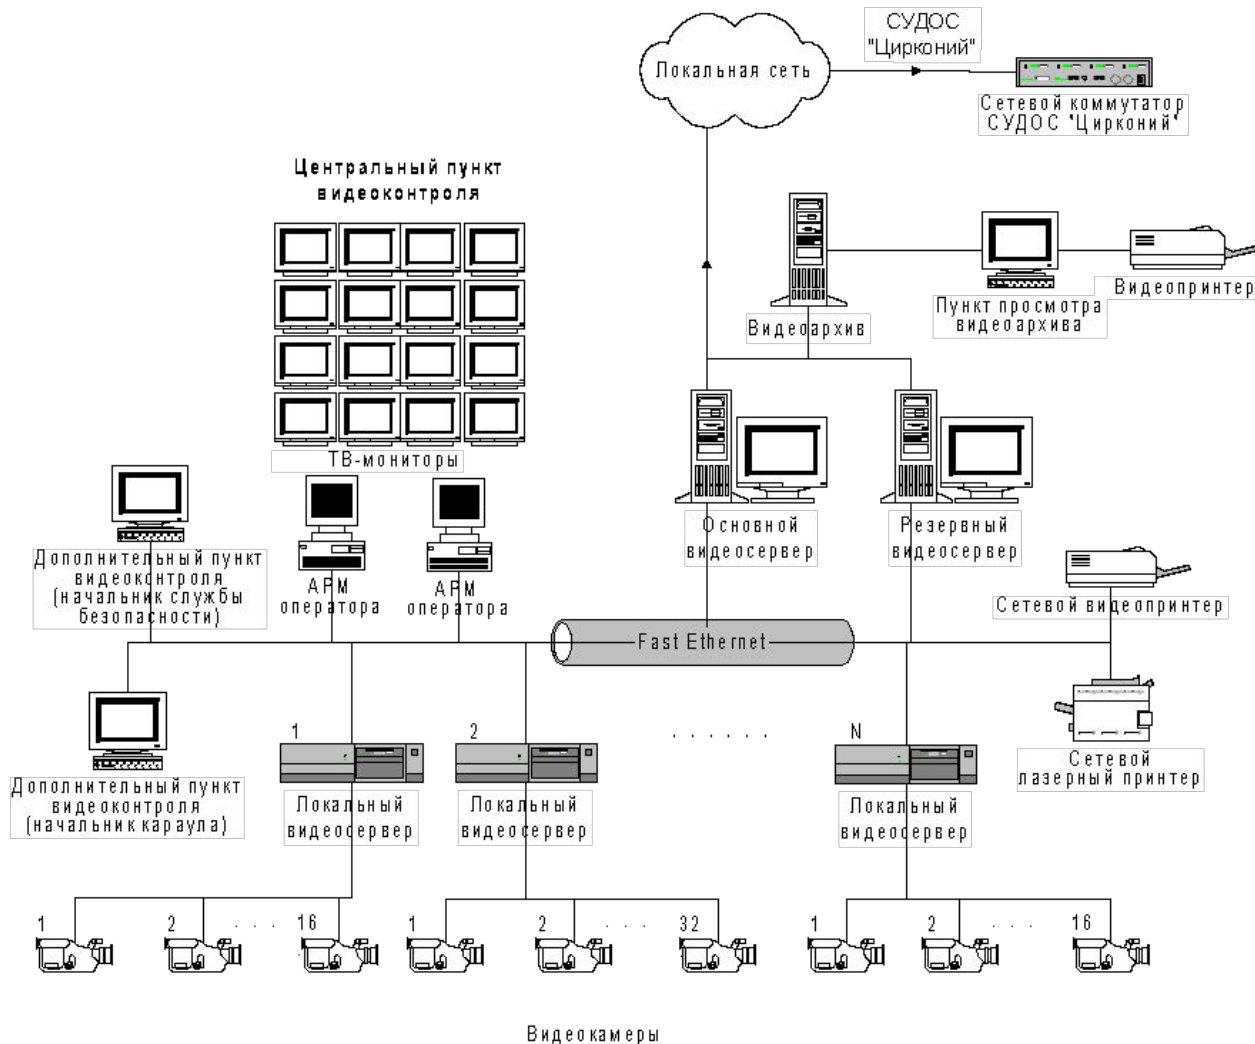 СУДОС
"Цирконий"
Локальная сеть
Сетевой коммутатор
СУДОС "Цирконий"
Центральный пункт
видеоконтроля
Видеоархив
Пункт просмотра
видеоархива
Видеопринтер
ТВ-мониторы
Основной
видеосервер
Резервный
видеосервер
Дополнительный пункт
видеоконтроля
(начальник службы
безопасности)
АРМ
оператора
АРМ
оператора
Сетевой видеопринтер
Fast Ethernet
1
2
. . . . . .
N
Дополнительный пункт
видеоконтроля
(начальник караула)
Локальный
видеосервер
Локальный
видеосервер
Локальный
видеосервер
Сетевой
лазерный принтер
1 2 . . . 16 1 2 . . . 32 1 2 . . . 16
Видеокамеры